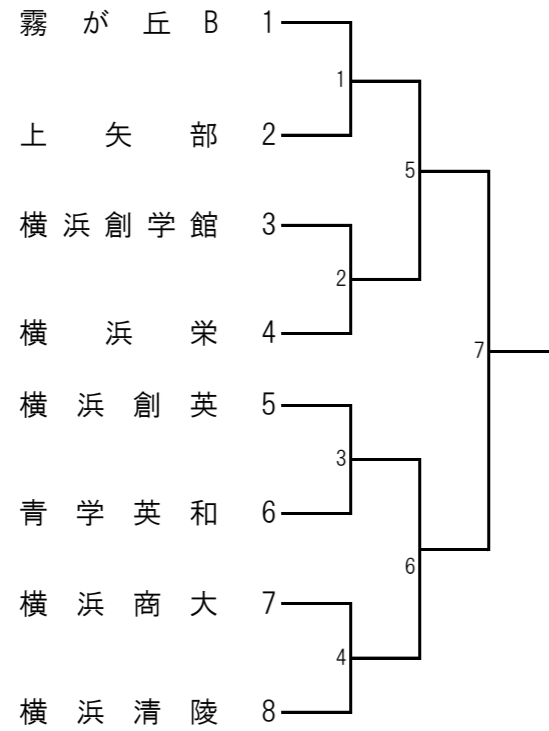 霧が丘B 1
1
上矢部 2
5
横浜創学館 3
2
横浜栄 4
7
横浜創英 5
3
青学英和 6
6
横浜商大 7
4
横浜清陵 8